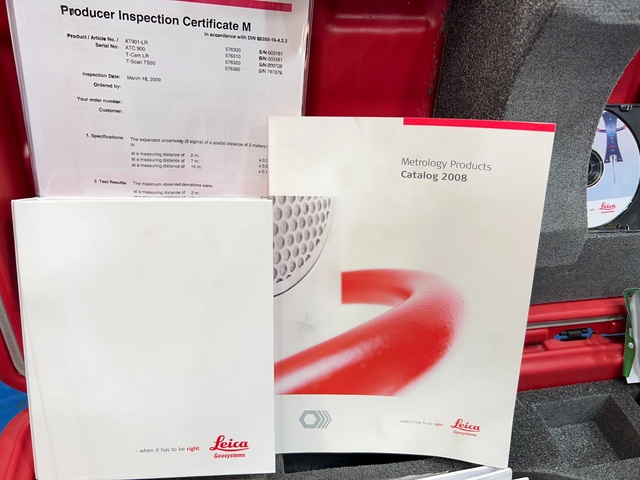 Producer Inspection Certificate M
in accordance with DIN 55350-18-4.2.2
Product / Article No. / AT901-LR
Serial No: ATC 900 576300
T-Cam LR 576310
T-Scan TS50 576320
576380
Inspection Date: March 16, 2009
Ordered by:
Your order number:
Customer:
1. Specifications: The expanded uncertainty (2 sigma) of a spatial distance of 2 meters
is:
at a measuring distance of 2 m:
at a measuring distance of 7 m:
at a measuring distance of 15 m:
2. Test Results: The maximum observed deviations were:
at a measuring distance of 2 m:
Metrology Products
Catalog 2008
- when it has to be right
Leica
Geosystems
- when it has to be right
Leica
Geosystems
Leica